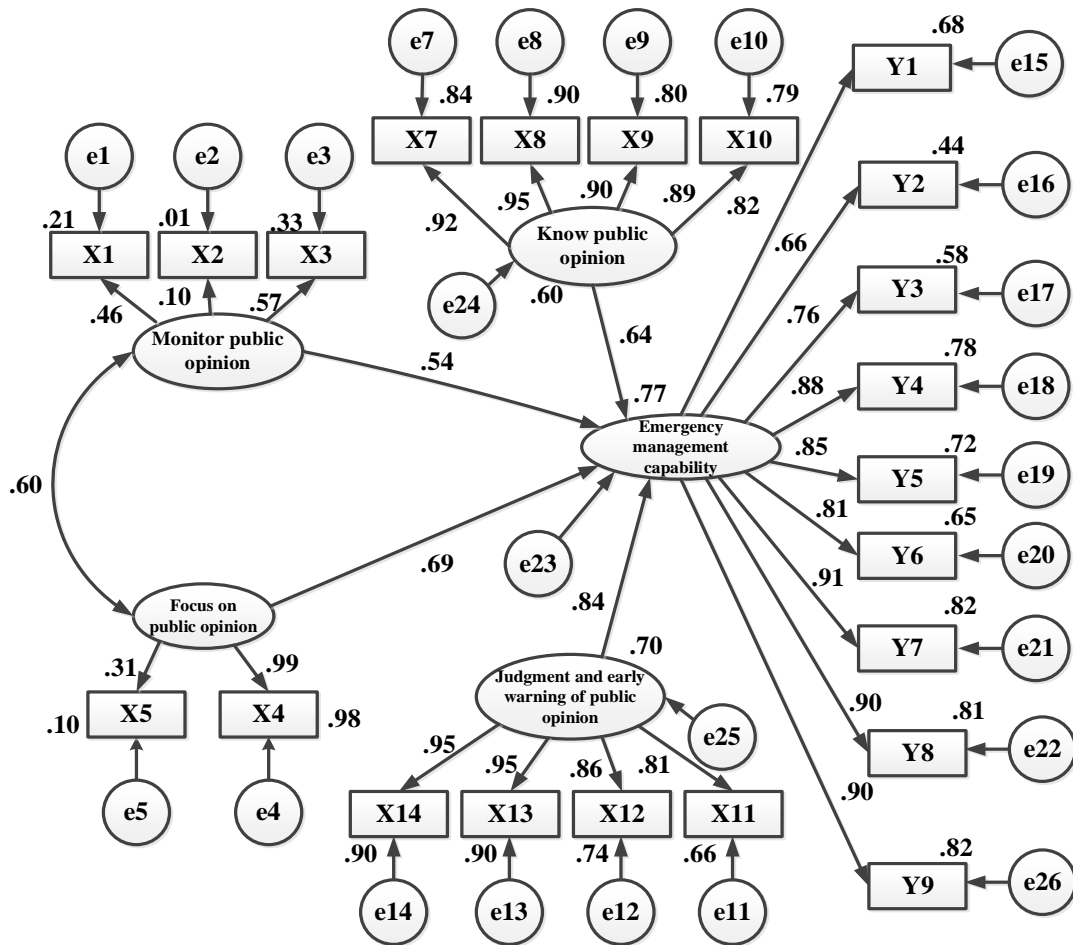 e7
e8
e9
e10
.84
.90
.80
.79
X7
X8
X9
X10
.92
.95
.90
.89
.82
Know public
opinion
e24
.60
.64
e1
e2
e3
.21
.01
.33
X1
X2
X3
.46
.10
.57
Monitor public
opinion
.54
.77
Emergency
management
capability
.60
e23
.69
.84
Focus on
public opinion
.31
.99
.10
X5
X4
.98
e5
e4
.70
Judgment and early
warning of public
opinion
e25
.95
.95
.86
.81
X14
X13
X12
X11
.90
.90
.74
.66
e14
e13
e12
e11
.68
Y1
e15
.66
.44
Y2
e16
.76
.58
Y3
e17
.88
.78
Y4
e18
.85
.72
Y5
e19
.81
.65
Y6
e20
.91
.82
Y7
e21
.90
.81
Y8
e22
.90
.82
Y9
e26